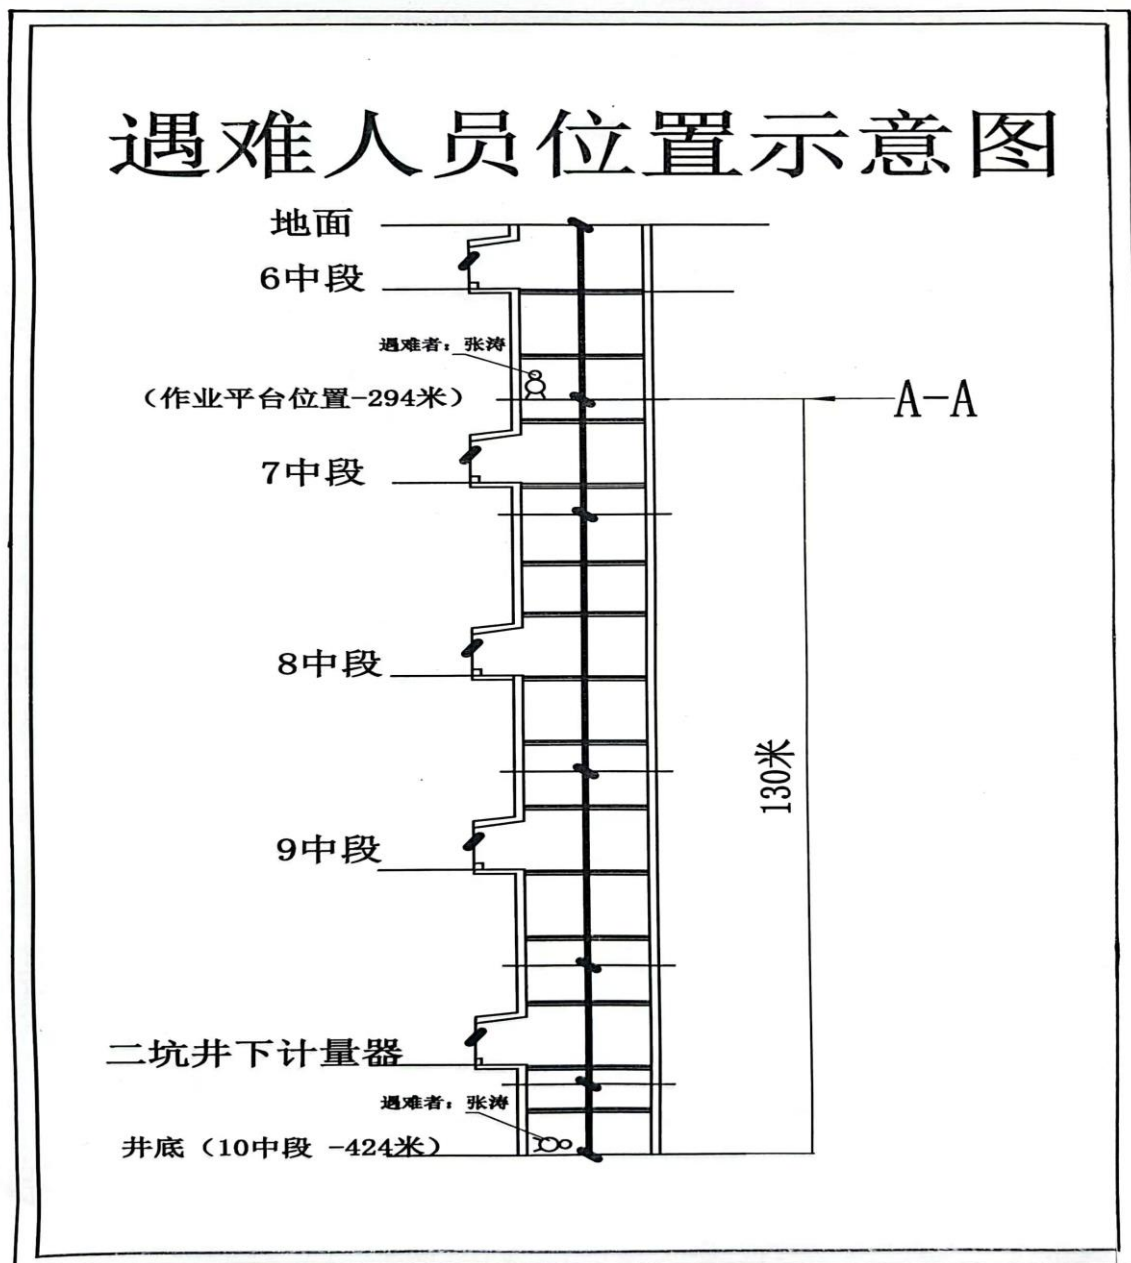 遇难人员位置示意图
地面
6中段
遇难者：张涛
（作业平台位置-294米）
A-A
7中段
8中段
130米
9中段
二坑井下计量器
遇难者：张涛
井底（10中段 -424米）